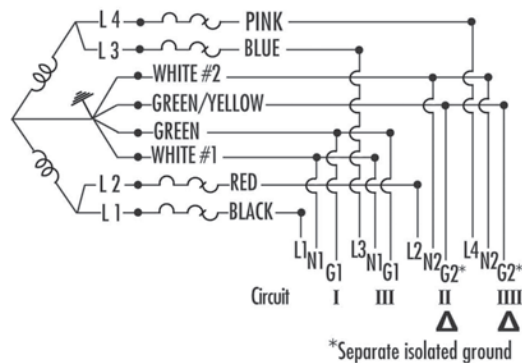 L 4 PINK
L 3 BLUE
WHITE #2
GREEN/YELLOW
GREEN
WHITE #1
L 2 RED
L 1 BLACK
L1 N1 G1 L3 N1 G1 L2 N2 G2* L4 N2 G2*
Circuit I III II IIII
Δ Δ
*Separate isolated ground